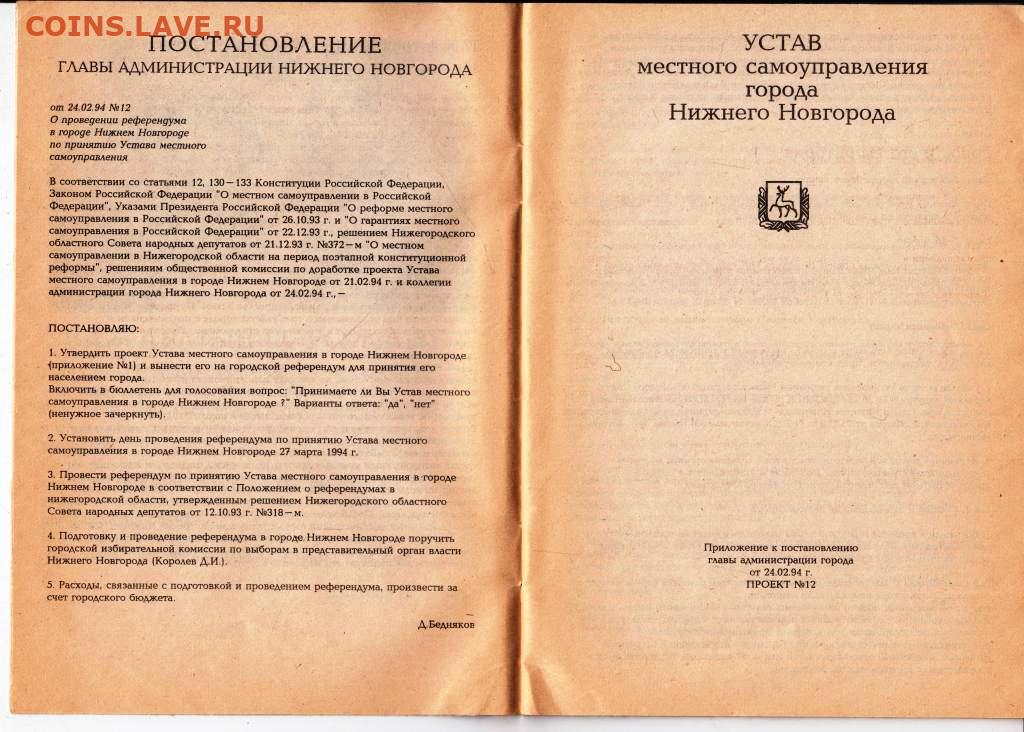 COINS.LAVE.RU
ПОСТАНОВЛЕНИЕ
ГЛАВЫ АДМИНИСТРАЦИИ НИЖНЕГО НОВГОРОДА
от 24.02.94 №12
О проведении референдума
в городе Нижнем Новгороде
по принятию Устава местного
самоуправления
В соответствии со статьями 12, 130—133 Конституции Российской Федерации,
Законом Российской Федерации "О местном самоуправлении в Российской
Федерации", Указами Президента Российской Федерации "О реформе местного
самоуправления в Российской Федерации" от 26.10.93 г. и "О гарантиях местного
самоуправления в Российской Федерации" от 22.12.93 г., решением Нижегородского
областного Совета народных депутатов от 21.12.93 г. №372—м "О местном
самоуправлении в Нижегородской области на период поэтапной конституционной
реформы", решениям общественной комиссии по доработке проекта Устава
местного самоуправления в городе Нижнем Новгороде от 21.02.94 г. и коллегии
администрации города Нижнего Новгорода от 24.02.94 г.,—
ПОСТАНОВЛЯЮ:
1. Утвердить проект Устава местного самоуправления в городе Нижнем Новгороде
(приложение №1) и вынести его на городской референдум для принятия его
населением города.
Включить в бюллетень для голосования вопрос: "Принимаете ли Вы Устав местного
самоуправления в городе Нижнем Новгороде ?" Варианты ответа: "да", "нет"
(ненужное зачеркнуть).
2. Установить день проведения референдума по принятию Устава местного
самоуправления в городе Нижнем Новгороде 27 марта 1994 г.
3. Провести референдум по принятию Устава местного самоуправления в городе
Нижнем Новгороде в соответствии с Положением о референдумах в
нижегородской области, утвержденным решением Нижегородского областного
Совета народных депутатов от 12.10.93 г. №318—м.
4. Подготовку и проведение референдума в городе Нижнем Новгороде поручить
городской избирательной комиссии по выборам в представительный орган власти
Нижнего Новгорода (Королев Д.И.).
5. Расходы, связанные с подготовкой и проведением референдума, произвести за
счет городского бюджета.
Д.Бедняков
УСТАВ
местного самоуправления
города
Нижнего Новгорода
Приложение к постановлению
главы администрации города
от 24.02.94 г.
ПРОЕКТ №12